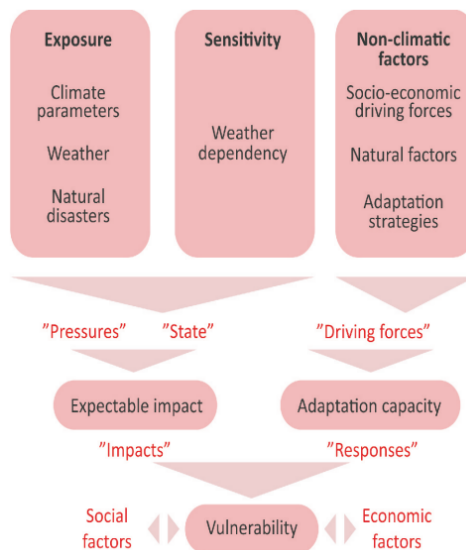 Exposure
Climate
parameters
Weather
Natural
disasters
Sensitivity
Weather
dependency
Non-climatic
factors
Socio-economic
driving forces
Natural factors
Adaptation
strategies
”Pressures”
”State”
”Driving forces”
Expectable impact
Adaptation capacity
”Impacts”
”Responses”
Social
factors
Vulnerability
Economic
factors